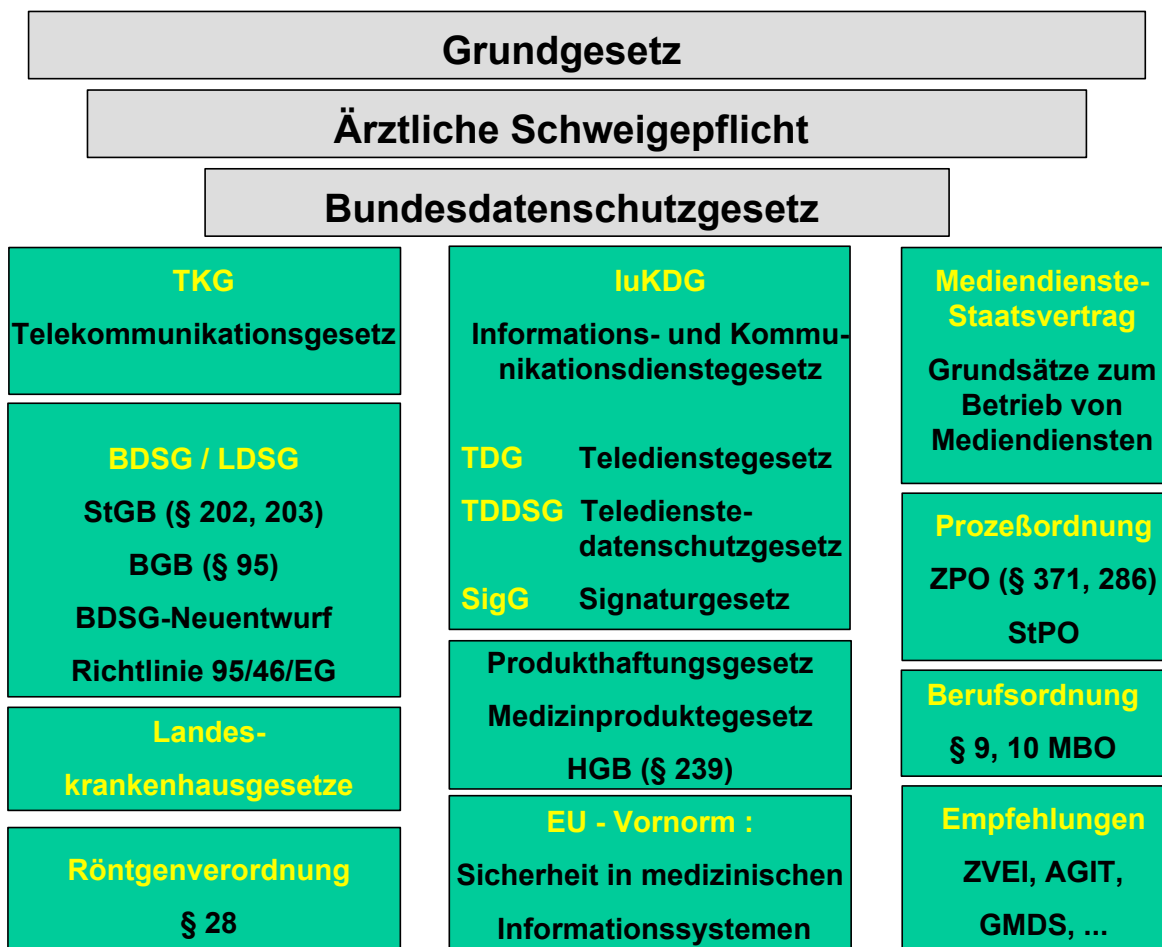 Grundgesetz
Ärztliche Schweigepflicht
Bundesdatenschutzgesetz
TKG
Telekommunikationsgesetz
BDSG / LDSG
StGB (§ 202, 203)
BGB (§ 95)
BDSG-Neuentwurf
Richtlinie 95/46/EG
Landes-
krankenhausgesetze
Röntgenverordnung
§ 28
IuKDG
Informations- und Kommu-
nikationsdienstegesetz
TDG Teledienstegesetz
TDDSG Teledienste-
datenschutzgesetz
SigG Signaturgesetz
Produkthaftungsgesetz
Medizinproduktegesetz
HGB (§ 239)
EU - Vornorm :
Sicherheit in medizinischen
Informationssystemen
Mediendienste-
Staatsvertrag
Grundsätze zum
Betrieb von
Mediendiensten
Prozeßordnung
ZPO (§ 371, 286)
StPO
Berufsordnung
§ 9, 10 MBO
Empfehlungen
ZVEI, AGIT,
GMDS, ...